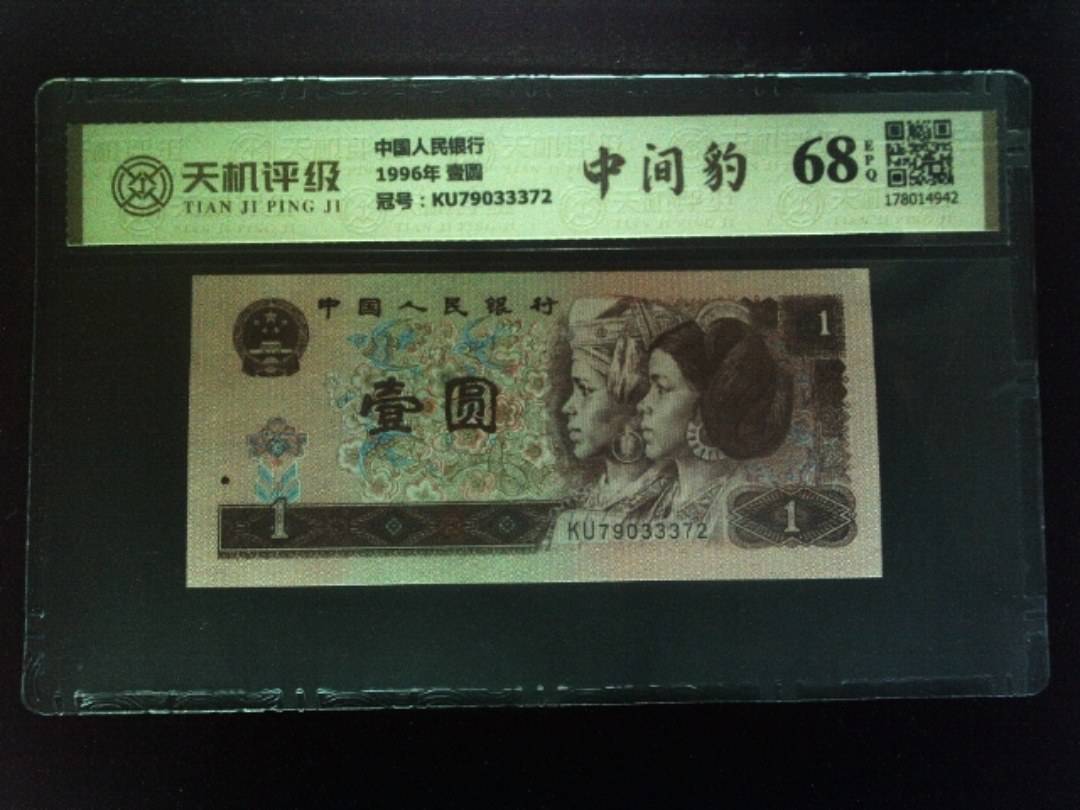 天机评级
TIAN JI PING JI
中国人民银行
1996年 壹圆
冠号：KU79033372
中间豹
68
EPQ
178014942
中国人民银行
1
壹圆
1
KU79033372
1